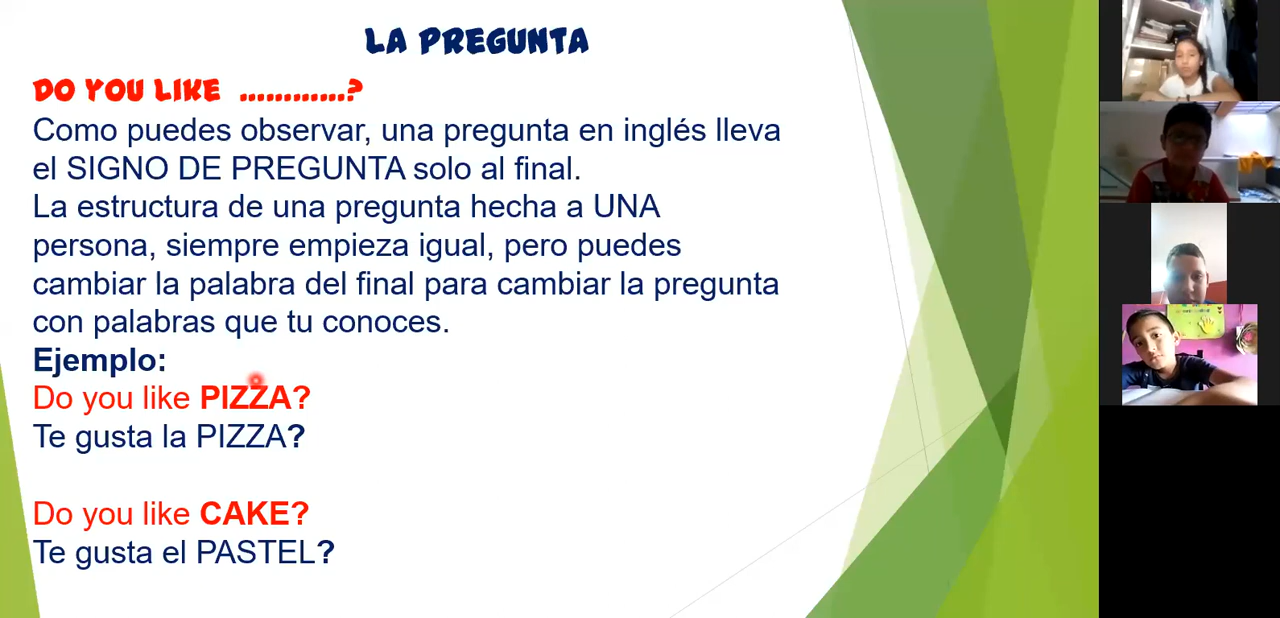 LA PREGUNTA
DO YOU LIKE ............?
Como puedes observar, una pregunta en inglés lleva
el SIGNO DE PREGUNTA solo al final.
La estructura de una pregunta hecha a UNA
persona, siempre empieza igual, pero puedes
cambiar la palabra del final para cambiar la pregunta
con palabras que tu conoces.
Ejemplo:
Do you like PIZZA?
Te gusta la PIZZA?
Do you like CAKE?
Te gusta el PASTEL?